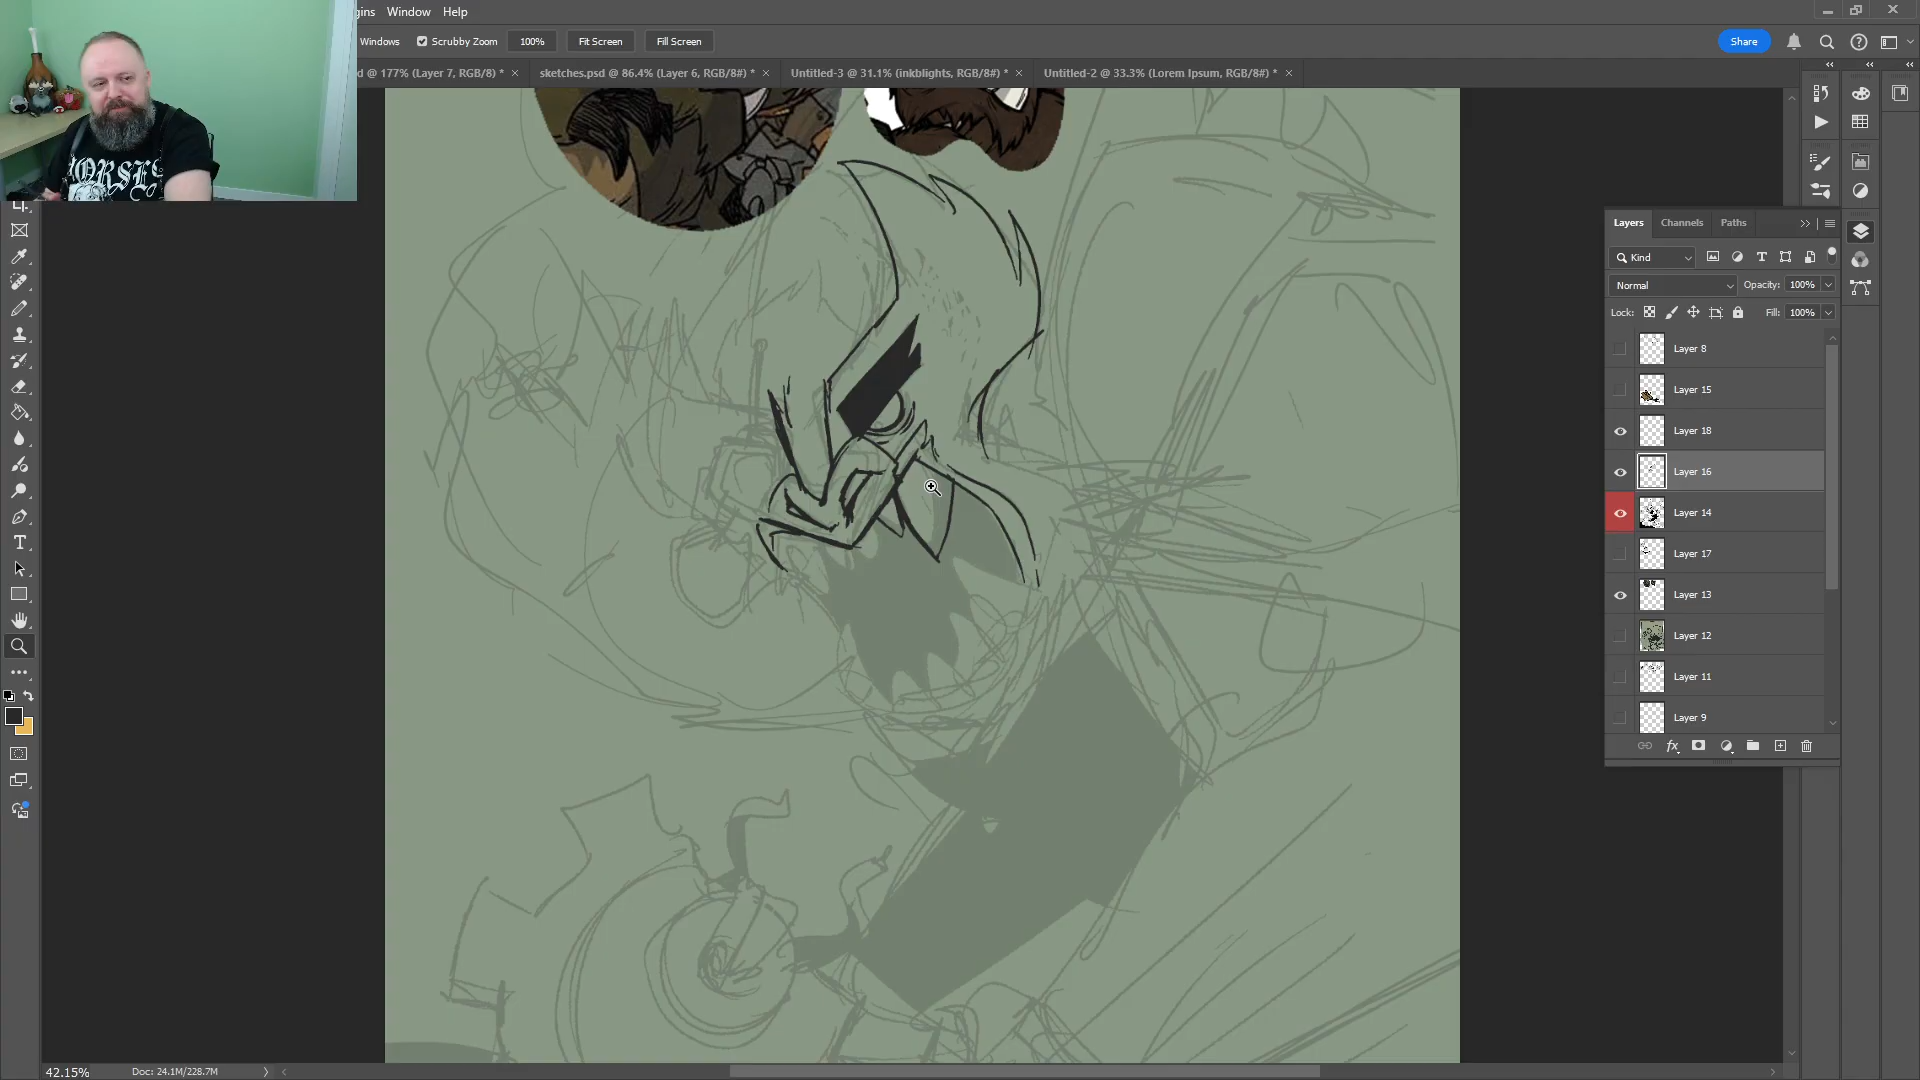 gins Window Help
Windows Scrubby Zoom 100% Fit Screen Fill Screen Share
d @ 177% (Layer 7, RGB/8) * × sketches.psd @ 86.4% (Layer 6, RGB/8#) * × Untitled-3 @ 31.1% (inkblights, RGB/8#) * × Untitled-2 @ 33.3% (Lorem Ipsum, RGB/8#) * ×
HORSES
Layers Channels Paths
Kind
Normal Opacity: 100%
Lock: Fill: 100%
Layer 8
Layer 15
Layer 18
Layer 16
Layer 14
Layer 17
Layer 13
Layer 12
Layer 11
Layer 9
fx
42.15% Doc: 24.1M/228.7M